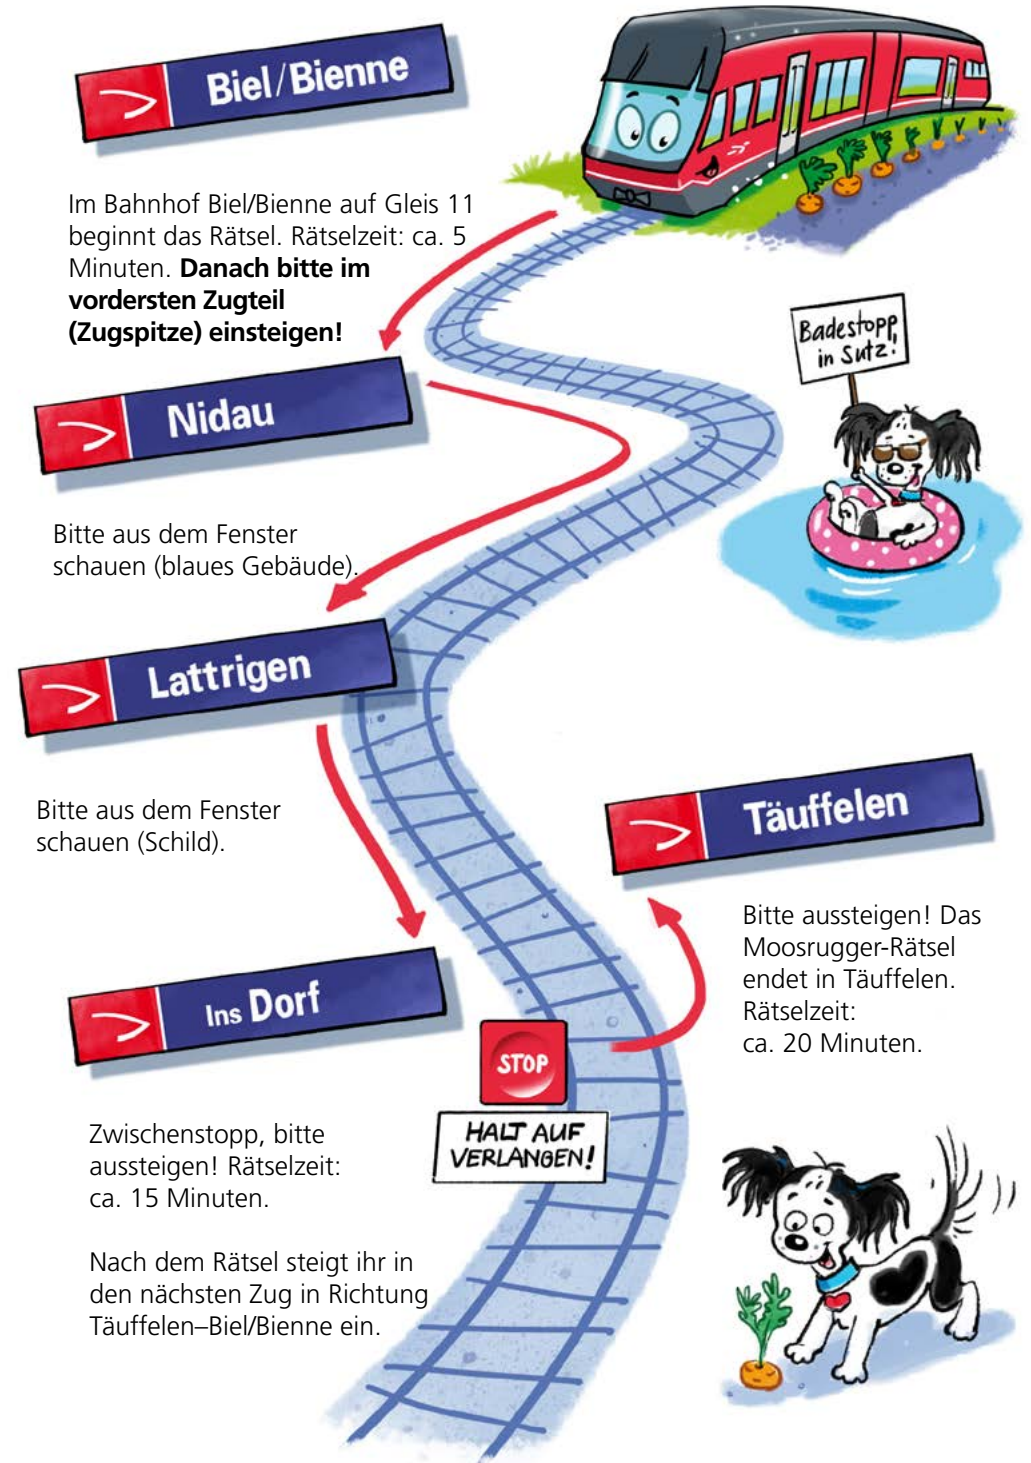 Biel/Bienne
Im Bahnhof Biel/Bienne auf Gleis 11
beginnt das Rätsel. Rätselzeit: ca. 5
Minuten. Danach bitte im
vordersten Zugteil
(Zugspitze) einsteigen!
Badestopp
in Sutz!
Nidau
Bitte aus dem Fenster
schauen (blaues Gebäude).
Lattrigen
Bitte aus dem Fenster
schauen (Schild).
Täuffelen
Bitte aussteigen! Das
Moosrugger-Rätsel
endet in Täuffelen.
Rätselzeit:
ca. 20 Minuten.
Ins Dorf
STOP
HALT AUF
VERLANGEN!
Zwischenstopp, bitte
aussteigen! Rätselzeit:
ca. 15 Minuten.
Nach dem Rätsel steigt ihr in
den nächsten Zug in Richtung
Täuffelen–Biel/Bienne ein.